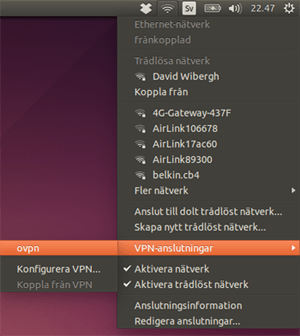 Sv
22.47
Ethernet-nätverk
frånkopplad
Trådlösa nätverk
David Wibergh
Koppla från
4G-Gateway-437F
AirLink106678
AirLink17ac60
AirLink89300
belkin.cb4
Fler nätverk
Anslut till dolt trådlöst nätverk...
Skapa nytt trådlöst nätverk...
VPN-anslutningar
ovpn
Konfigurera VPN...
Koppla från VPN
Aktivera nätverk
Aktivera trådlöst nätverk
Anslutningsinformation
Redigera anslutningar...